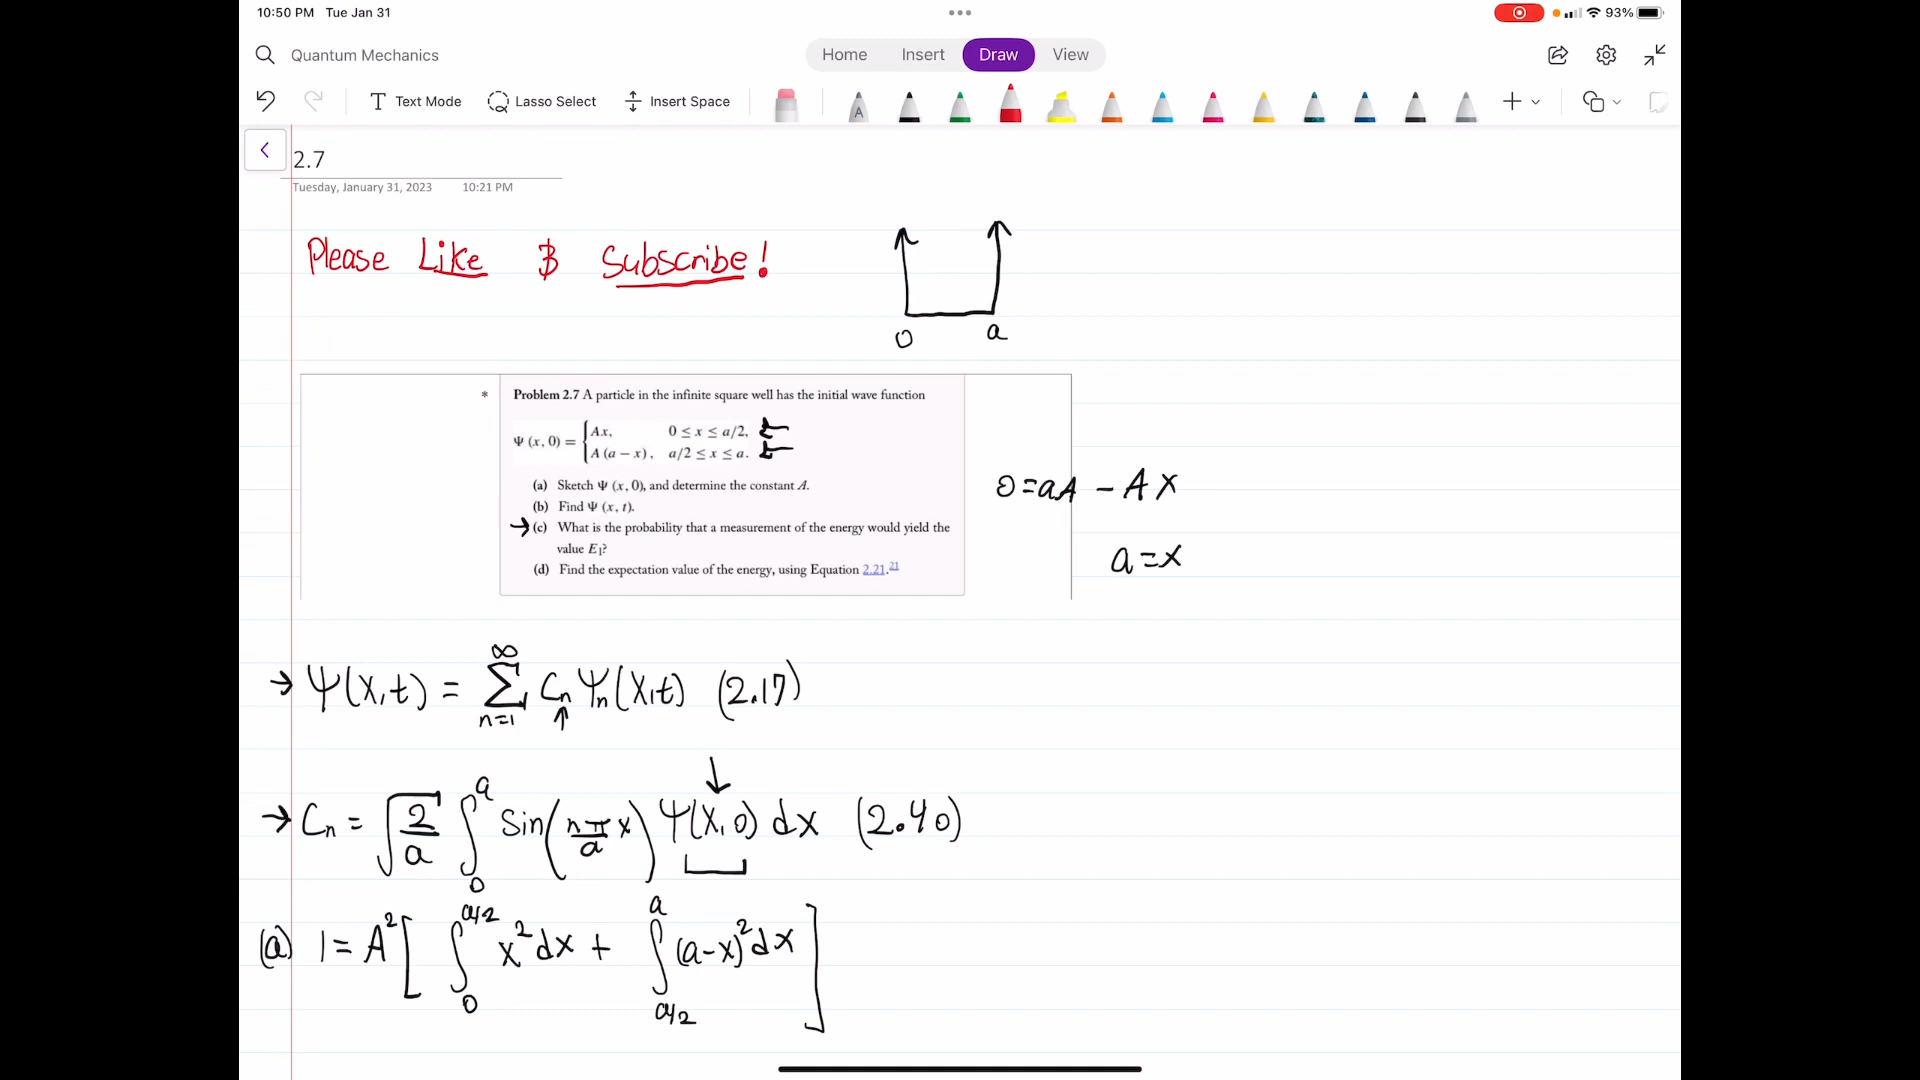 10:50 PM Tue Jan 31
93%
Quantum Mechanics
Home Insert Draw View
Text Mode Lasso Select Insert Space
A
2.7
Tuesday, January 31, 2023 10:21 PM
Please Like & Subscribe!
0 a
* Problem 2.7 A particle in the infinite square well has the initial wave function
Ψ (x, 0) = { Ax, 0 ≤ x ≤ a/2,
A (a − x), a/2 ≤ x ≤ a.
(a) Sketch Ψ (x, 0), and determine the constant A.
(b) Find Ψ (x, t).
→ (c) What is the probability that a measurement of the energy would yield the
value E₁?
(d) Find the expectation value of the energy, using Equation 2.21.²¹
0 = aA − Ax
a = x
→ Ψ(x,t) = ∑_{n=1}^{∞} Cₙ Ψₙ(x,t) (2.17)
→ Cₙ = √(2/a) ∫₀^a Sin(nπ/a x) Ψ(x,0) dx (2.40)
(a) 1 = A² [ ∫₀^{a/2} x² dx + ∫_{a/2}^{a} (a-x)² dx ]